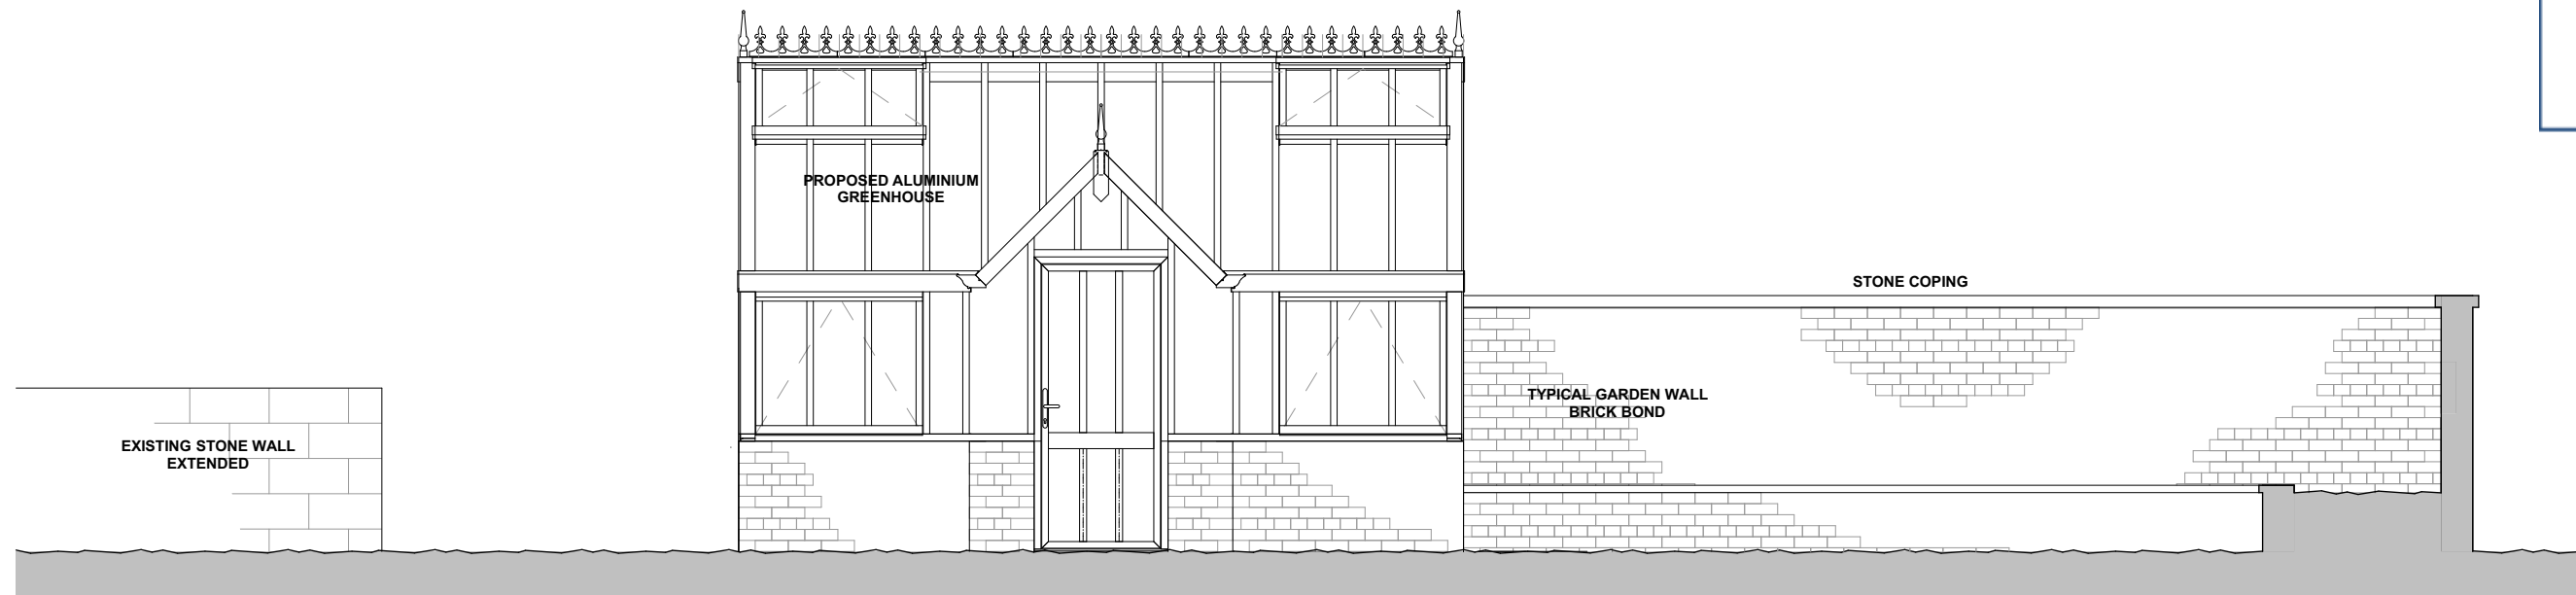 PROPOSED ALUMINIUM
GREENHOUSE
STONE COPING
TYPICAL GARDEN WALL
BRICK BOND
EXISTING STONE WALL
EXTENDED